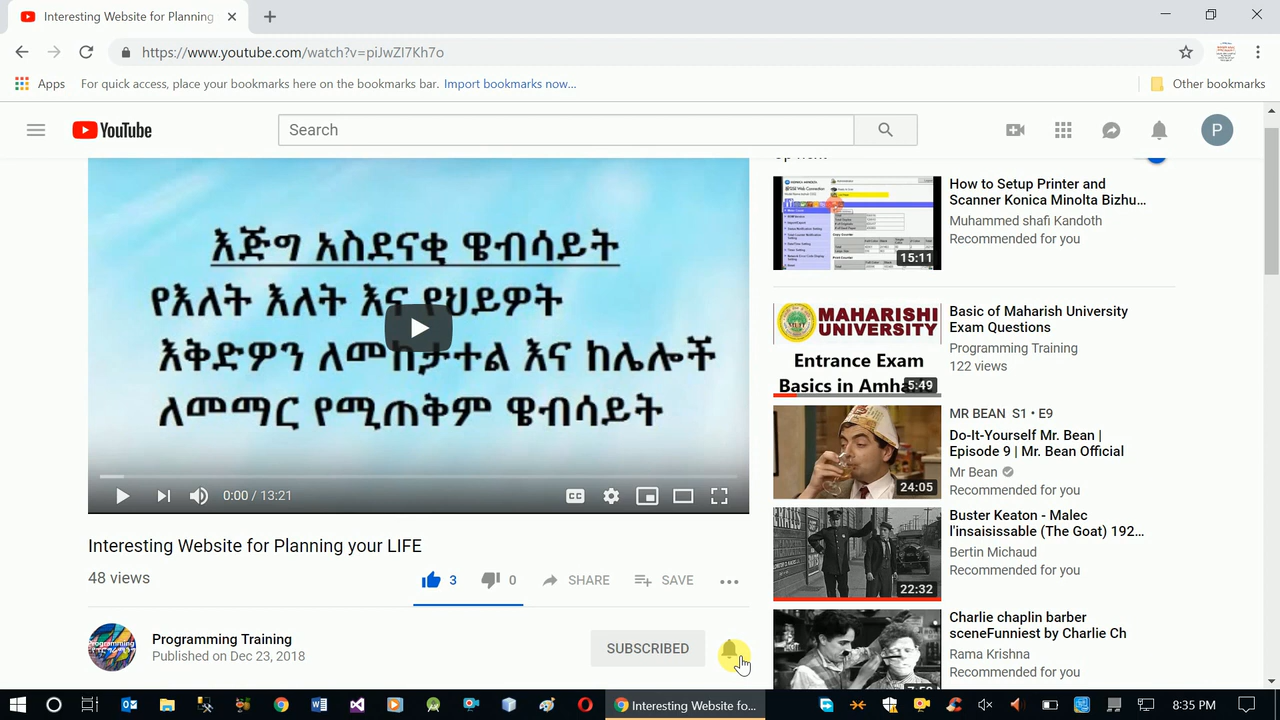 Interesting Website for Planning
https://www.youtube.com/watch?v=piJwZI7Kh7o
Apps
For quick access, place your bookmarks here on the bookmarks bar. Import bookmarks now...
Other bookmarks
YouTube
Search
P
እጅግ አስደናቂ ዌብሳይት
የእለት እለት እና የህይዎት
እቅድዎን ለመከታተል እና ከሌሎች
ለመማር የሚጠቅም ዌብሳይት
0:00 / 13:21
Interesting Website for Planning your LIFE
48 views
3
0
SHARE
SAVE
Programming Training
Published on Dec 23, 2018
SUBSCRIBED
Up next
15:11
How to Setup Printer and
Scanner Konica Minolta Bizhu...
Muhammed shafi Kandoth
Recommended for you
MAHARISHI
UNIVERSITY
Entrance Exam
Basics in Amha
5:49
Basic of Maharish University
Exam Questions
Programming Training
122 views
24:05
MR BEAN S1 • E9
Do-It-Yourself Mr. Bean |
Episode 9 | Mr. Bean Official
Mr Bean
Recommended for you
22:32
Buster Keaton - Malec
l'insaisissable (The Goat) 192...
Bertin Michaud
Recommended for you
Charlie chaplin barber
sceneFunniest by Charlie Ch
Rama Krishna
Recommended for you
Interesting Website fo...
8:35 PM